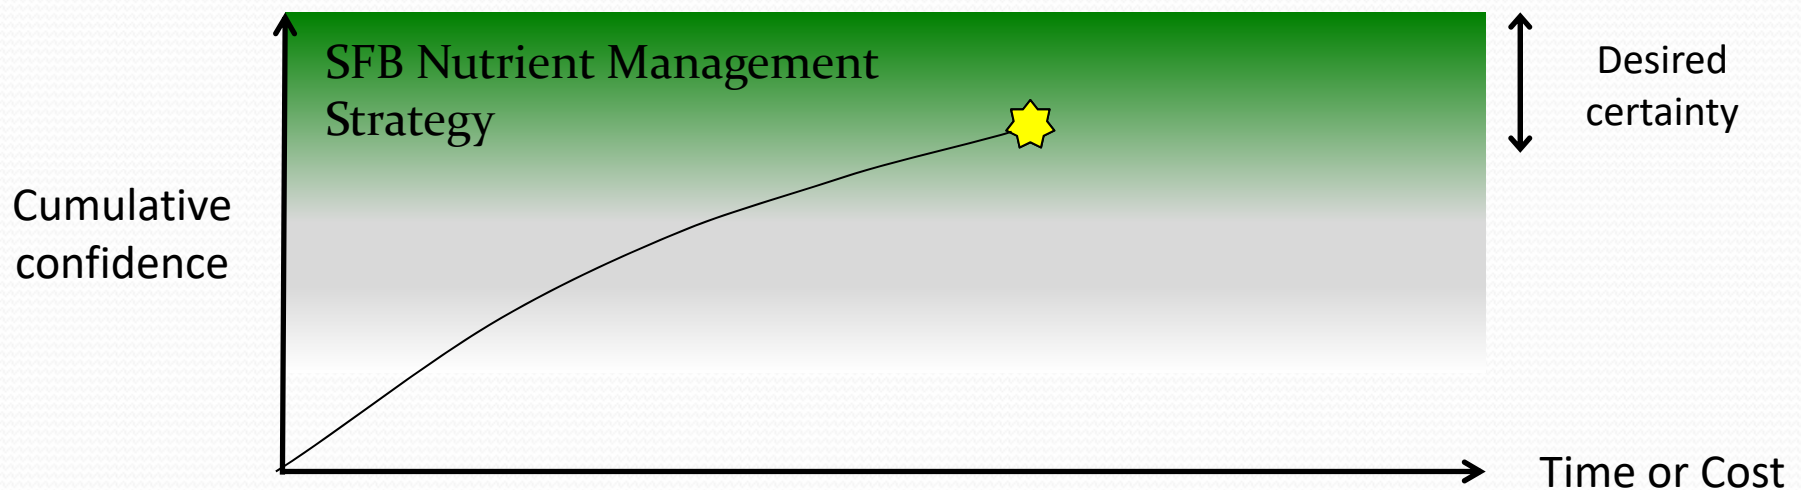 SFB Nutrient Management
Strategy
Desired
certainty
Cumulative
confidence
Time or Cost